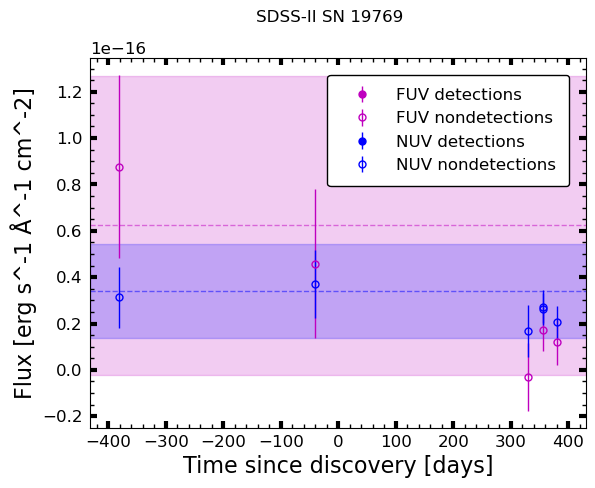 SDSS-II SN 19769
1e−16
FUV detections
FUV nondetections
NUV detections
NUV nondetections
1.2
1.0
0.8
0.6
0.4
0.2
0.0
−0.2
Flux [erg s^-1 Å^-1 cm^-2]
−400 −300 −200 −100 0 100 200 300 400
Time since discovery [days]